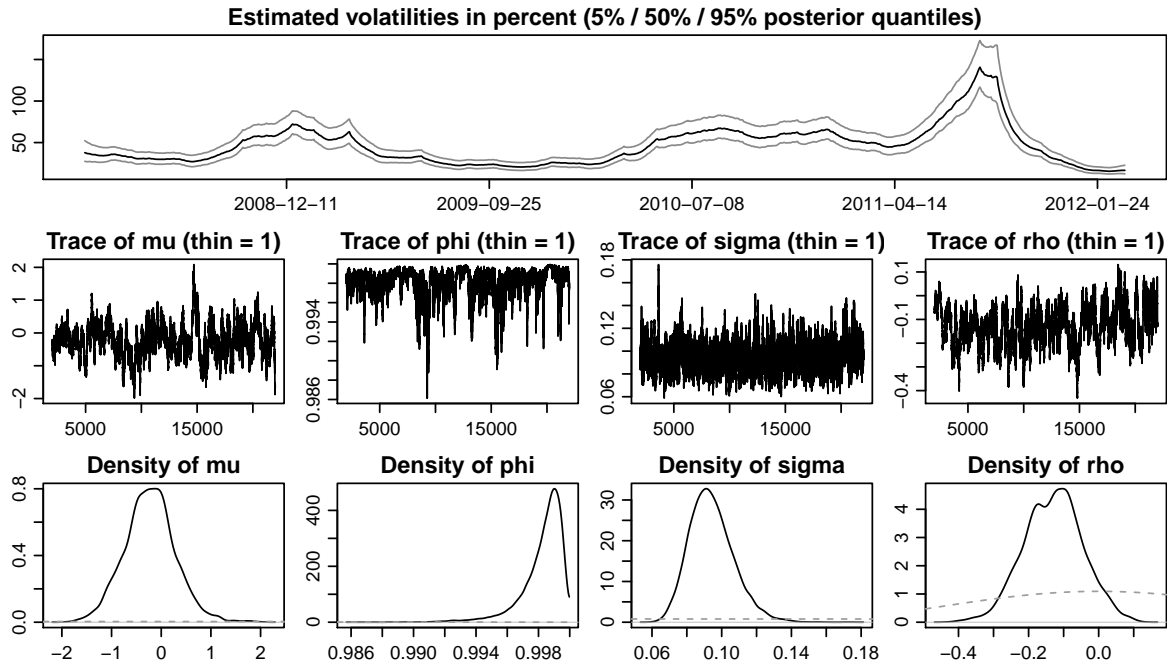 Estimated volatilities in percent (5% / 50% / 95% posterior quantiles)
50 100
2008−12−11 2009−09−25 2010−07−08 2011−04−14 2012−01−24
Trace of mu (thin = 1) Trace of phi (thin = 1) Trace of sigma (thin = 1) Trace of rho (thin = 1)
−2 −1 0 1 2 0.986 0.994 0.06 0.12 0.18 −0.4 −0.1 0.1
5000 15000 5000 15000 5000 15000 5000 15000
Density of mu Density of phi Density of sigma Density of rho
0.0 0.4 0.8 0 200 400 0 10 20 30 0 1 2 3 4
−2 −1 0 1 2 0.986 0.990 0.994 0.998 0.06 0.10 0.14 0.18 −0.4 −0.2 0.0